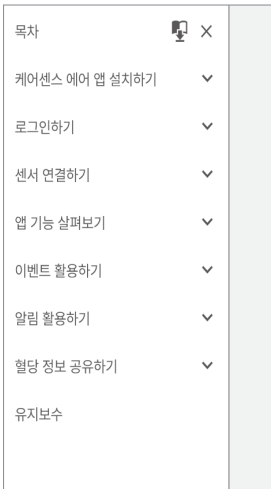 목차
케어센스 에어 앱 설치하기
로그인하기
센서 연결하기
앱 기능 살펴보기
이벤트 활용하기
알림 활용하기
혈당 정보 공유하기
유지보수